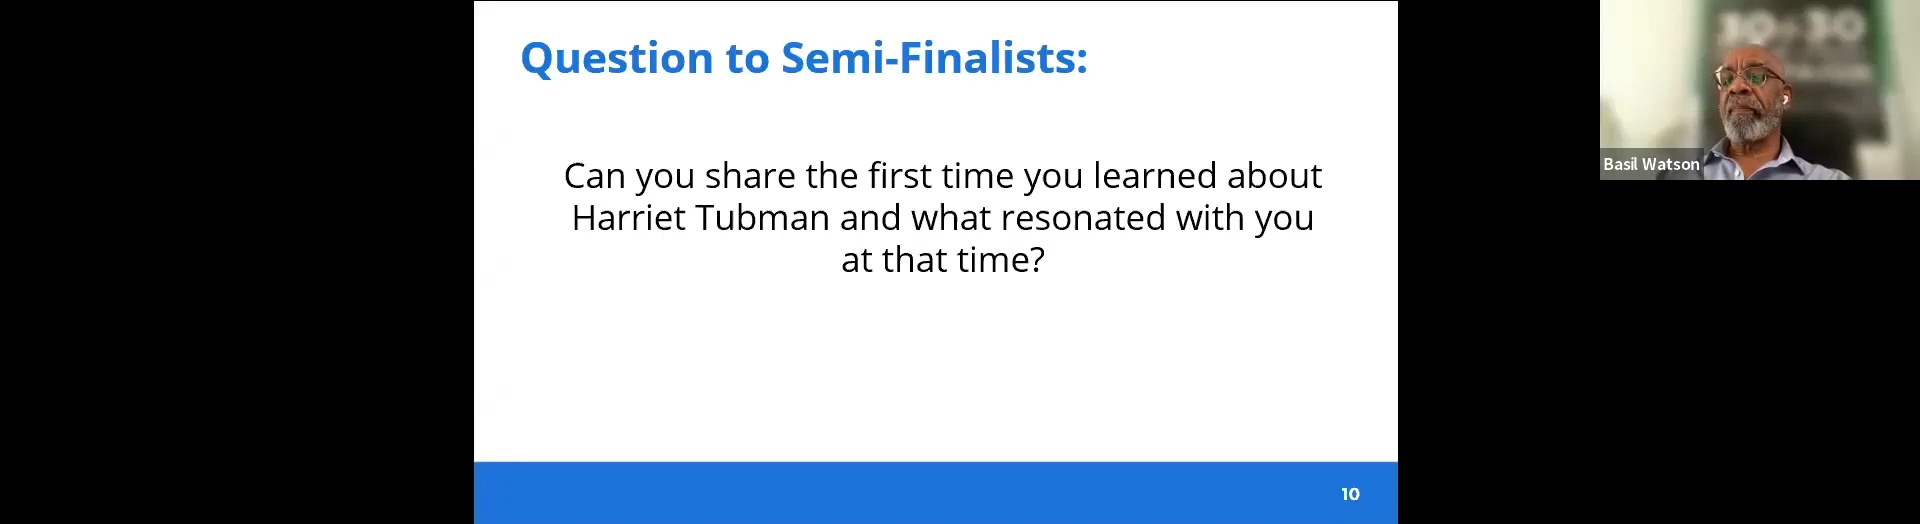 Question to Semi-Finalists:
Can you share the first time you learned about
Harriet Tubman and what resonated with you
at that time?
10
Basil Watson